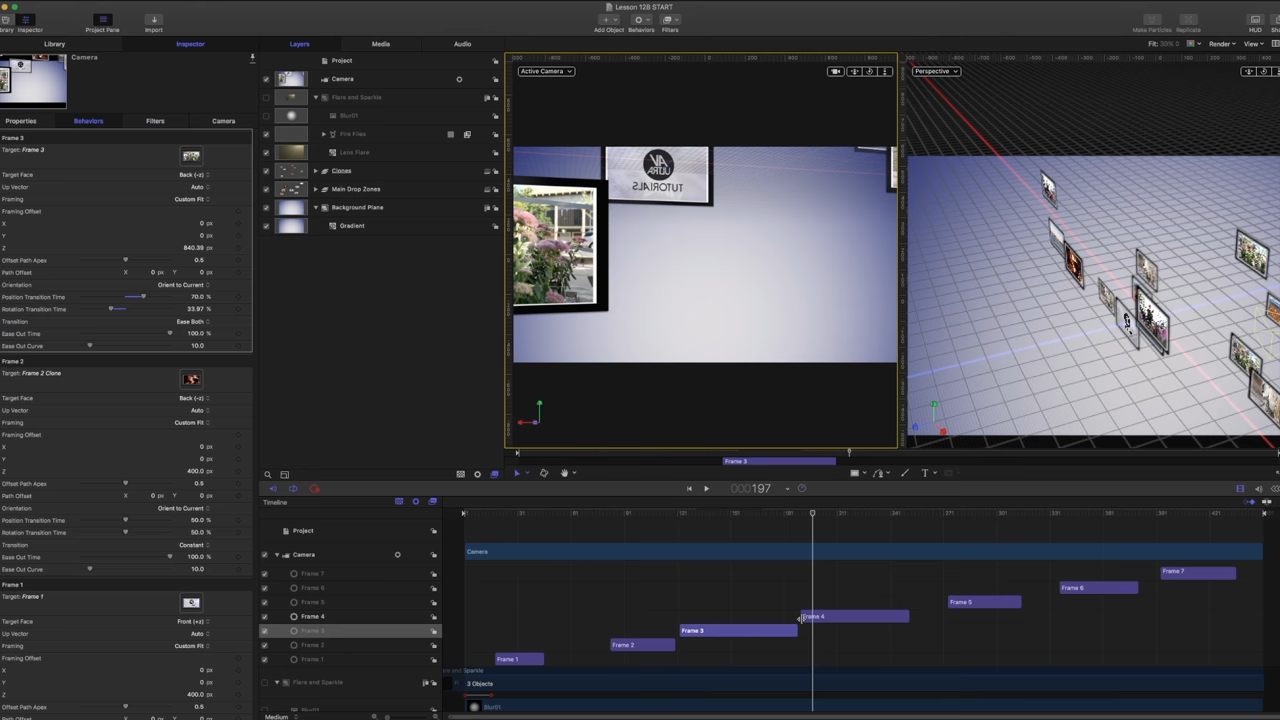 Lesson 12B START
Inspector
Project Pane
Import
Add Object
Behaviors
Filters
Make Particles
Replicate
HUD
Library
Inspector
Layers
Media
Audio
Fit: 39%
Render
View
Camera
Properties
Behaviors
Filters
Camera
Frame 3
Target: Frame 3
Target Face
Back (-z)
Up Vector
Auto
Framing
Custom Fit
Framing Offset
X
0 px
Y
0 px
Z
840.39 px
Offset Path Apex
0.5
Path Offset
X 0 px Y 0 px
Orientation
Orient to Current
Position Transition Time
70.0 %
Rotation Transition Time
33.97 %
Transition
Ease Both
Ease Out Time
100.0 %
Ease Out Curve
10.0
Frame 2
Target: Frame 2 Clone
Target Face
Back (-z)
Up Vector
Auto
Framing
Custom Fit
Framing Offset
X
0 px
Y
0 px
Z
400.0 px
Offset Path Apex
0.5
Path Offset
X 0 px Y 0 px
Orientation
Orient to Current
Position Transition Time
50.0 %
Rotation Transition Time
50.0 %
Transition
Constant
Ease Out Time
100.0 %
Ease Out Curve
10.0
Frame 1
Target: Frame 1
Target Face
Front (+z)
Up Vector
Auto
Framing
Custom Fit
Framing Offset
X
0 px
Y
0 px
Z
400.0 px
Offset Path Apex
0.5
Project
Camera
Flare and Sparkle
Blur01
Fire Flies
Lens Flare
Clones
Main Drop Zones
Background Plane
Gradient
Active Camera
TUTORIALS
Perspective
Frame 3
000197
Timeline
Project
Camera
Frame 7
Frame 6
Frame 5
Frame 4
Frame 3
Frame 2
Frame 1
Flare and Sparkle
Blur01
Medium
Camera
Frame 7
Frame 6
Frame 5
Frame 4
Frame 3
Frame 2
Frame 1
3 Objects
Blur01